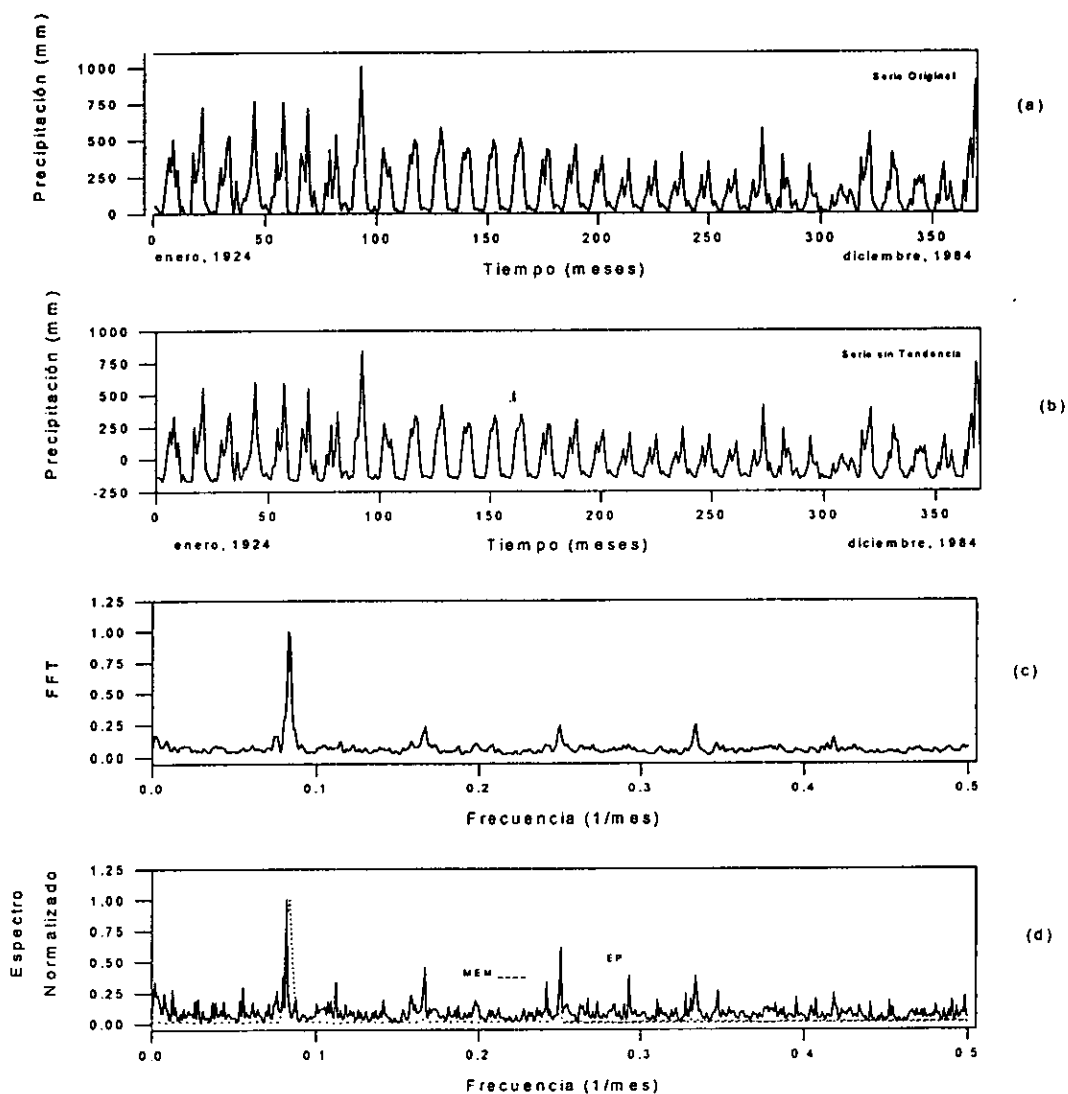 Precipitación (mm)
1000
750
500
250
0
Serie Original
(a)
0 50 100 150 200 250 300 350
enero, 1924
Tiempo (meses)
diciembre, 1984
Precipitación (mm)
1000
750
500
250
0
-250
Serie sin Tendencia
(b)
0 50 100 150 200 250 300 350
enero, 1924
Tiempo (meses)
diciembre, 1984
FFT
1.25
1.00
0.75
0.50
0.25
0.00
(c)
0.0 0.1 0.2 0.3 0.4 0.5
Frecuencia (1/mes)
Espectro
Normalizado
1.25
1.00
0.75
0.50
0.25
0.00
MEM
EP
(d)
0.0 0.1 0.2 0.3 0.4 0.5
Frecuencia (1/mes)